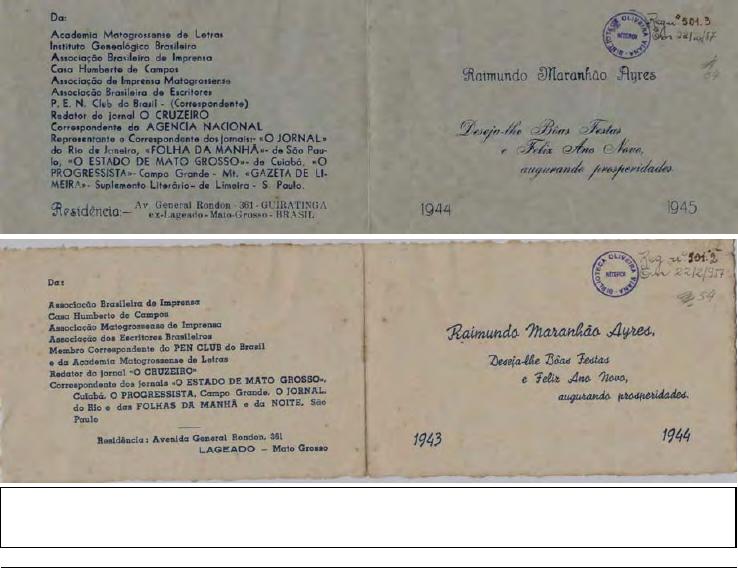 Da:
Academia Matogrossense de Letras
Instituto Genealógico Brasileiro
Associação Brasileira de Imprensa
Casa Humberto de Campos
Associação de Imprensa Matogrossense
Associação Brasileira de Escritores
P. E. N. Club do Brasil - (Correspondente)
Redator do jornal O CRUZEIRO
Correspondente da AGENCIA NACIONAL
Representante e Correspondente dos jornais:- «O JORNAL»
do Rio de Janeiro, «FOLHA DA MANHÃ»- de São Pau-
lo, «O ESTADO DE MATO GROSSO»- de Cuiabá, «O
PROGRESSISTA»- Campo Grande - Mt. «GAZETA DE LI-
MEIRA»- Suplemento Literário- de Limeira - S. Paulo.
Residência:— Av General Rondon - 361 - GUIRATINGA
ex-Lageado - Mato-Grosso - BRASIL
BIBLIOTECA OLIVEIRA VIANA
NITEROI
501.3
Raimundo Maranhão Ayres
Deseja-lhe Bôas Festas
e Feliz Ano Novo,
augurando prosperidades.
1944
1945
Da:
Associacão Brasileira de Imprensa
Casa Humberto de Campos
Associação Matogrossense de Imprensa
Associação dos Escritores Brasileiros
Membro Correspondente do PEN CLUB do Brasil
e da Academia Matogrossense de Letras
Redator do jornal "O CRUZEIRO"
Correspondente dos jornais «O ESTADO DE MATO GROSSO»,
Cuiabá, O PROGRESSISTA, Campo Grande, O JORNAL,
do Rio e das FOLHAS DA MANHÃ e da NOITE, São
Paulo
Residência: Avenida General Rondon, 361
LAGEADO — Mato Grosso
BIBLIOTECA OLIVEIRA VIANA
NITEROI
501.2
22/2/957
Raimundo Maranhão Ayres,
Deseja-lhe Bôas Festas
e Feliz Ano Novo,
augurando prosperidades.
1943
1944